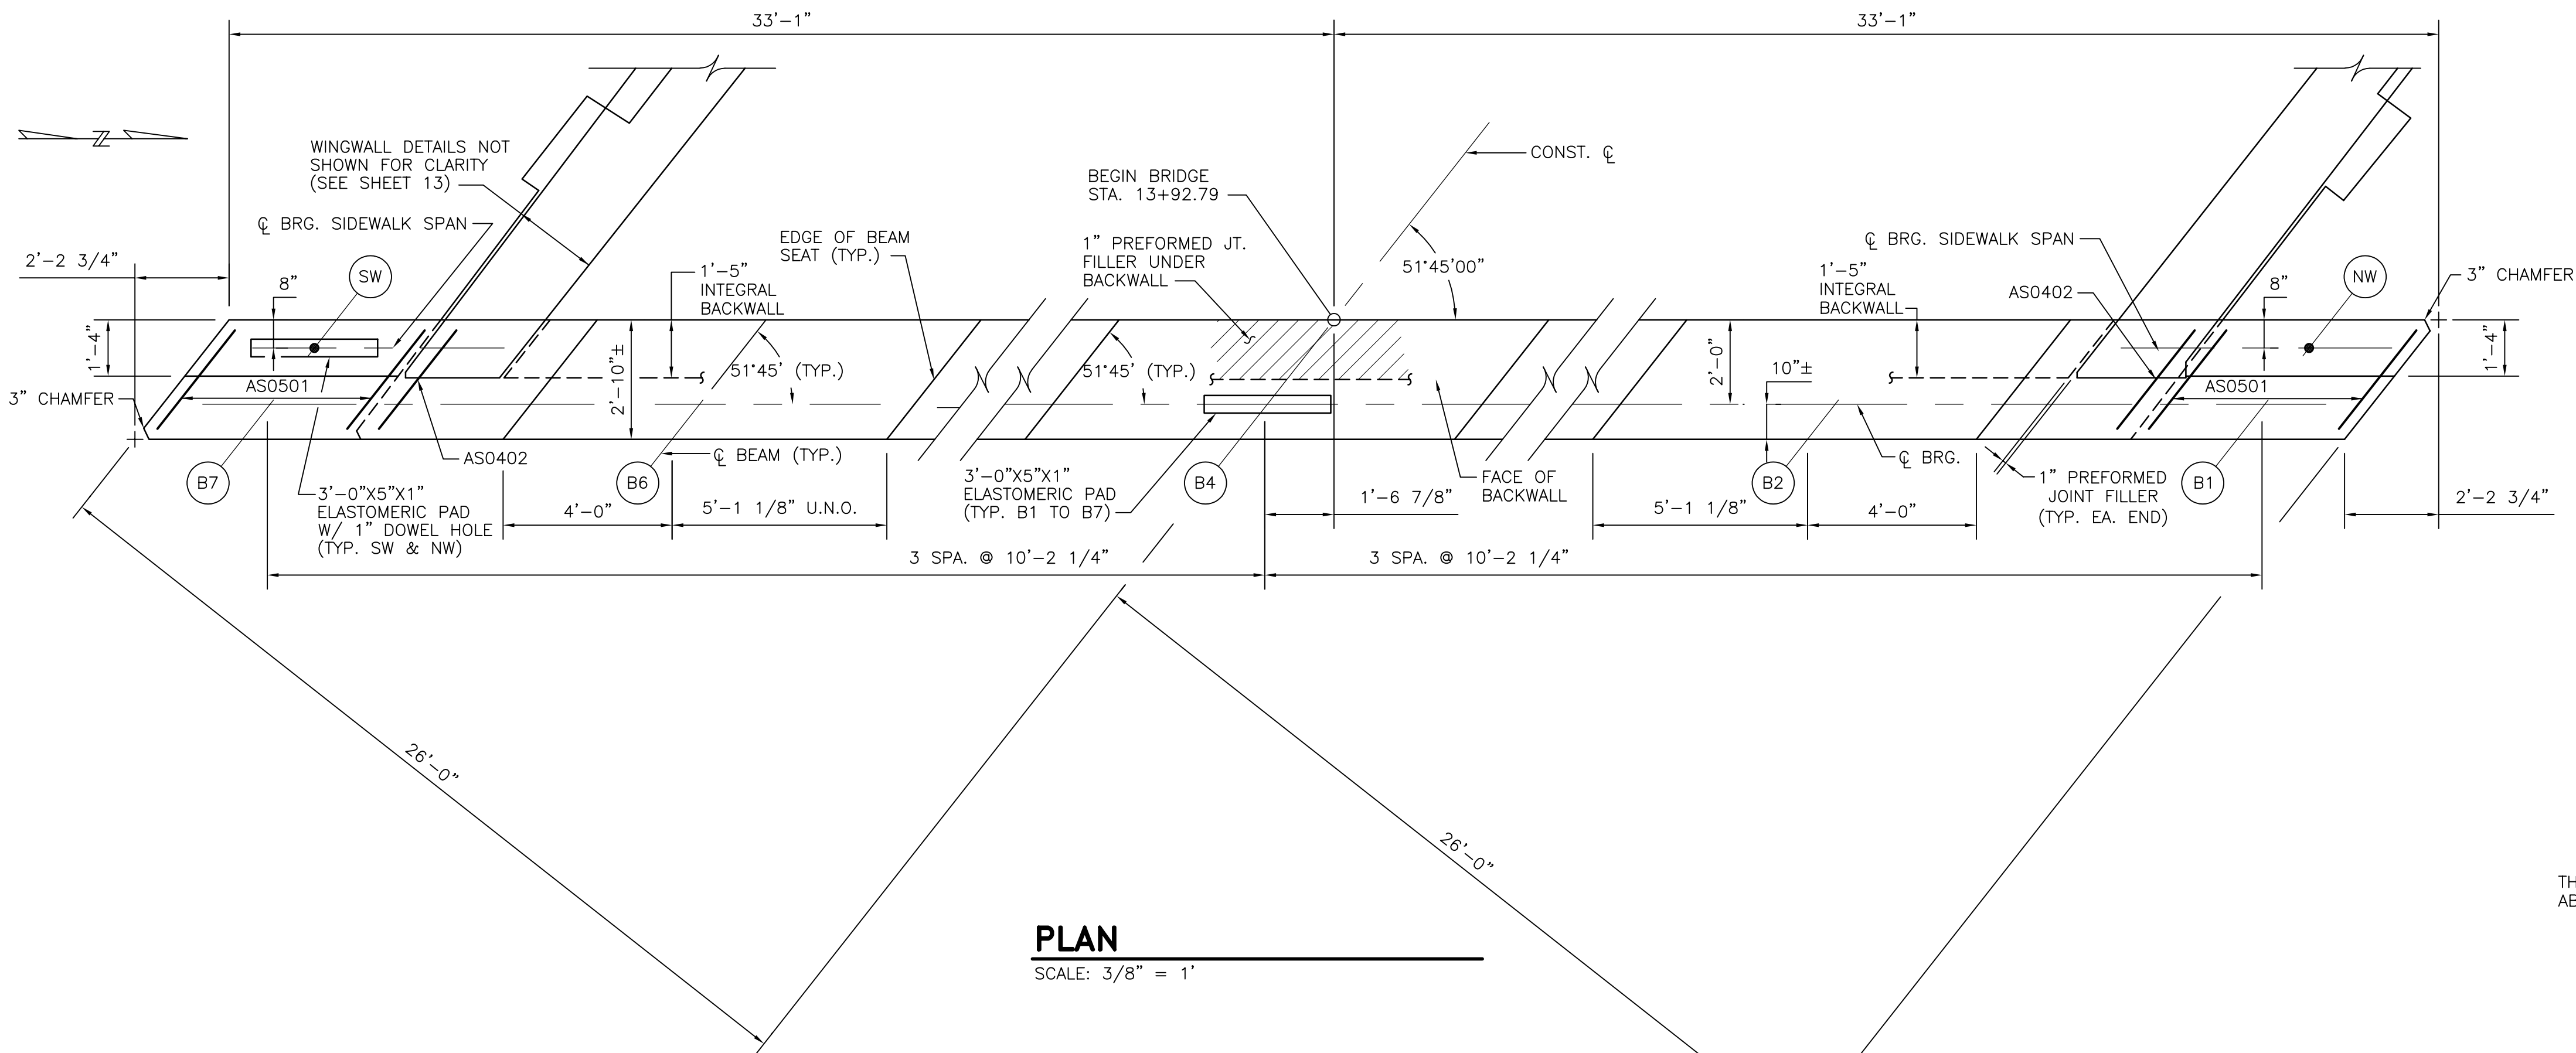 33'-1"
33'-1"
WINGWALL DETAILS NOT
SHOWN FOR CLARITY
(SEE SHEET 13)
℄ BRG. SIDEWALK SPAN
2'-2 3/4"
SW
8"
1'-4"
3" CHAMFER
AS0501
B7
3'-0"X5"X1"
ELASTOMERIC PAD
W/ 1" DOWEL HOLE
(TYP. SW & NW)
AS0402
4'-0"
B6
5'-1 1/8" U.N.O.
℄ BEAM (TYP.)
2'-10"±
1'-5"
INTEGRAL
BACKWALL
51°45' (TYP.)
EDGE OF BEAM
SEAT (TYP.)
BEGIN BRIDGE
STA. 13+92.79
1" PREFORMED JT.
FILLER UNDER
BACKWALL
CONST. ℄
51°45'00"
51°45' (TYP.)
3'-0"X5"X1"
ELASTOMERIC PAD
(TYP. B1 TO B7)
B4
1'-6 7/8"
FACE OF
BACKWALL
3 SPA. @ 10'-2 1/4"
3 SPA. @ 10'-2 1/4"
2'-0"
10"±
1'-5"
INTEGRAL
BACKWALL
℄ BRG. SIDEWALK SPAN
AS0402
NW
8"
3" CHAMFER
1'-4"
AS0501
5'-1 1/8"
B2
4'-0"
℄ BRG.
1" PREFORMED
JOINT FILLER
(TYP. EA. END)
B1
2'-2 3/4"
26'-0"
26'-0"
PLAN
SCALE: 3/8" = 1'
TH
AB